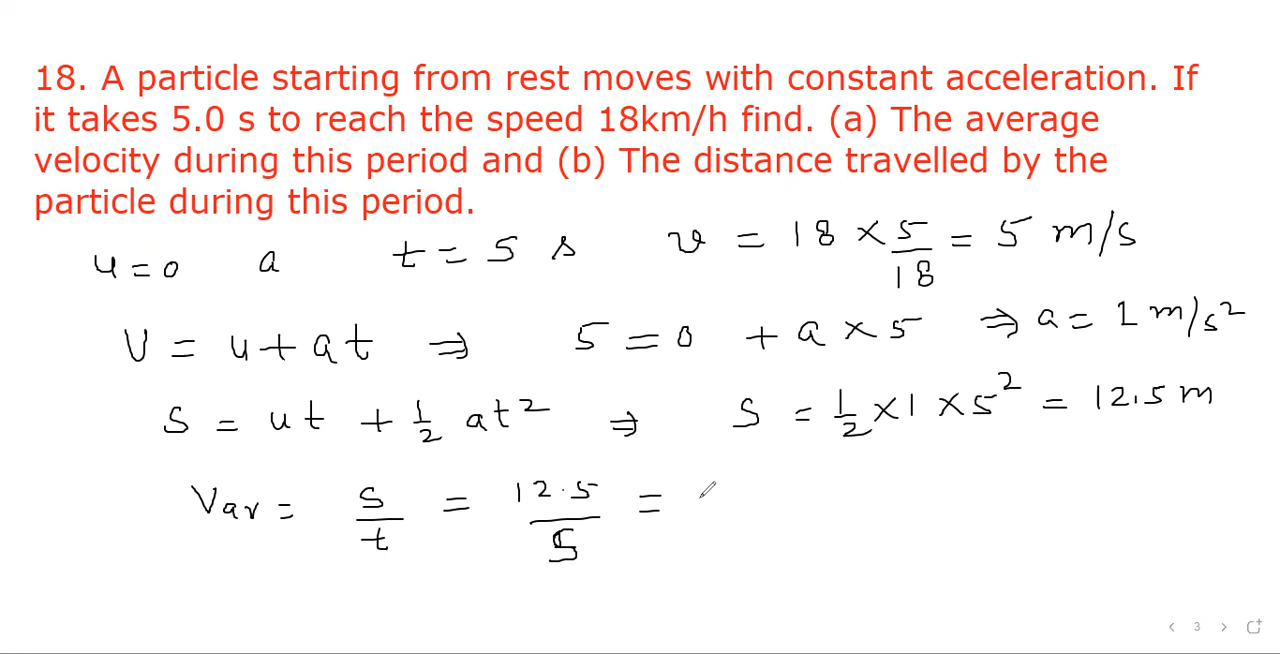 18. A particle starting from rest moves with constant acceleration. If
it takes 5.0 s to reach the speed 18km/h find. (a) The average
velocity during this period and (b) The distance travelled by the
particle during this period.
u = 0 a t = 5 s v = 18 × 5/18 = 5 m/s
V = u + at ⇒ 5 = 0 + a × 5 ⇒ a = 1 m/s²
S = ut + 1/2 at² ⇒ S = 1/2 × 1 × 5² = 12.5 m
Vav = S/t = 12.5/5 =
3